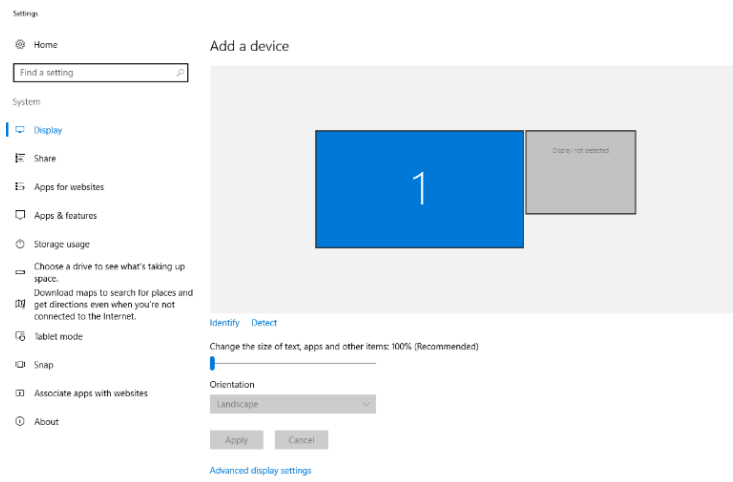 Settings
Home
Find a setting
System
Display
Share
Apps for websites
Apps & features
Storage usage
Choose a drive to see what's taking up
space.
Download maps to search for places and
get directions even when you're not
connected to the Internet.
Tablet mode
Snap
Associate apps with websites
About
Add a device
1
Display not detected
Identify Detect
Change the size of text, apps and other items: 100% (Recommended)
Orientation
Landscape
Apply Cancel
Advanced display settings